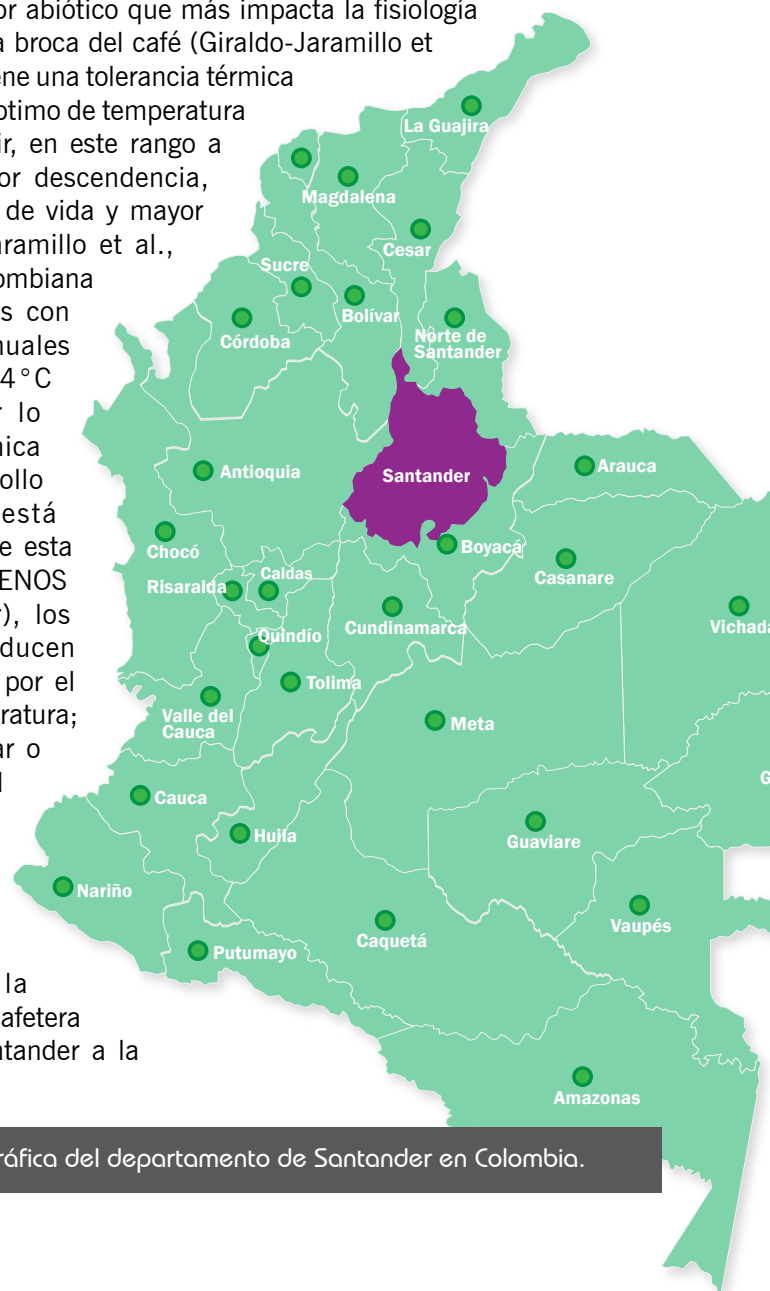 or abiótico que más impacta la fisiología
a broca del café (Giraldo-Jaramillo et
ene una tolerancia térmica
ptimo de temperatura
ir, en este rango a
or descendencia,
de vida y mayor
aramillo et al.,
ombiana
s con
nuales
4°C
r lo
nica
ollo
está
e esta
ENOS
r), los
ducen
por el
ratura;
ar o
la
afetera
ntander a la
La Guajira
Magdalena
Cesar
Sucre
Bolívar
Córdoba
Norte de
Santander
Antioquia
Santander
Arauca
Chocó
Boyacá
Casanare
Risaralda
Caldas
Cundinamarca
Vichada
Quindío
Tolima
Valle del
Cauca
Meta
G
Cauca
Huila
Guaviare
Nariño
Vaupés
Caquetá
Putumayo
Amazonas
ráfica del departamento de Santander en Colombia.